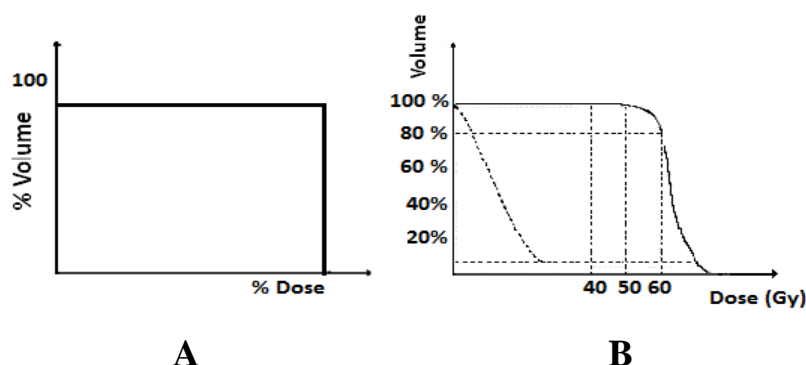 100
% Volume
% Dose
A
Volume
100 %
80 %
60 %
40%
20%
40 50 60
Dose (Gy)
B